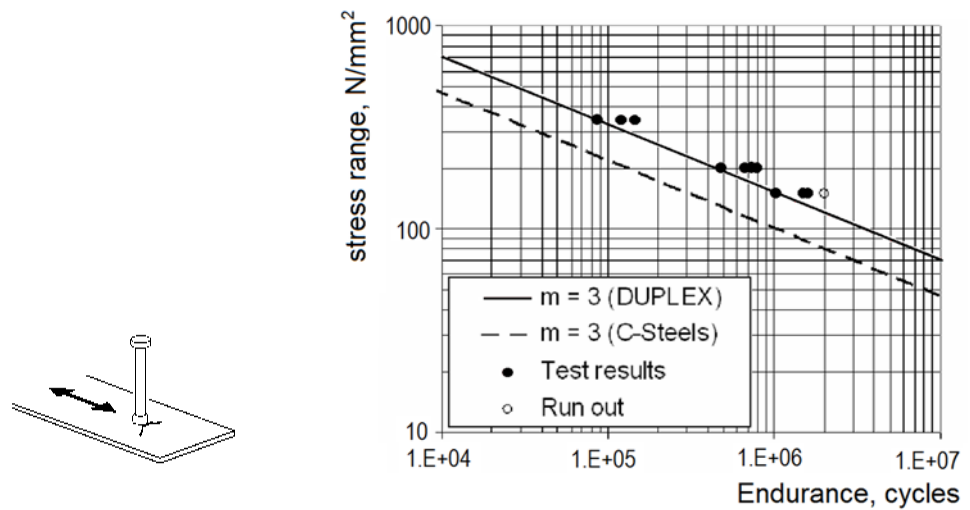 stress range, N/mm²
1000
100
10
m = 3 (DUPLEX)
m = 3 (C-Steels)
Test results
Run out
1.E+04 1.E+05 1.E+06 1.E+07
Endurance, cycles